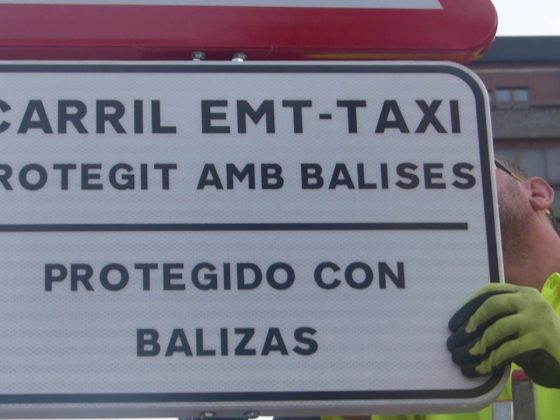 CARRIL EMT-TAXI
ROTEGIT AMB BALISES
PROTEGIDO CON
BALIZAS